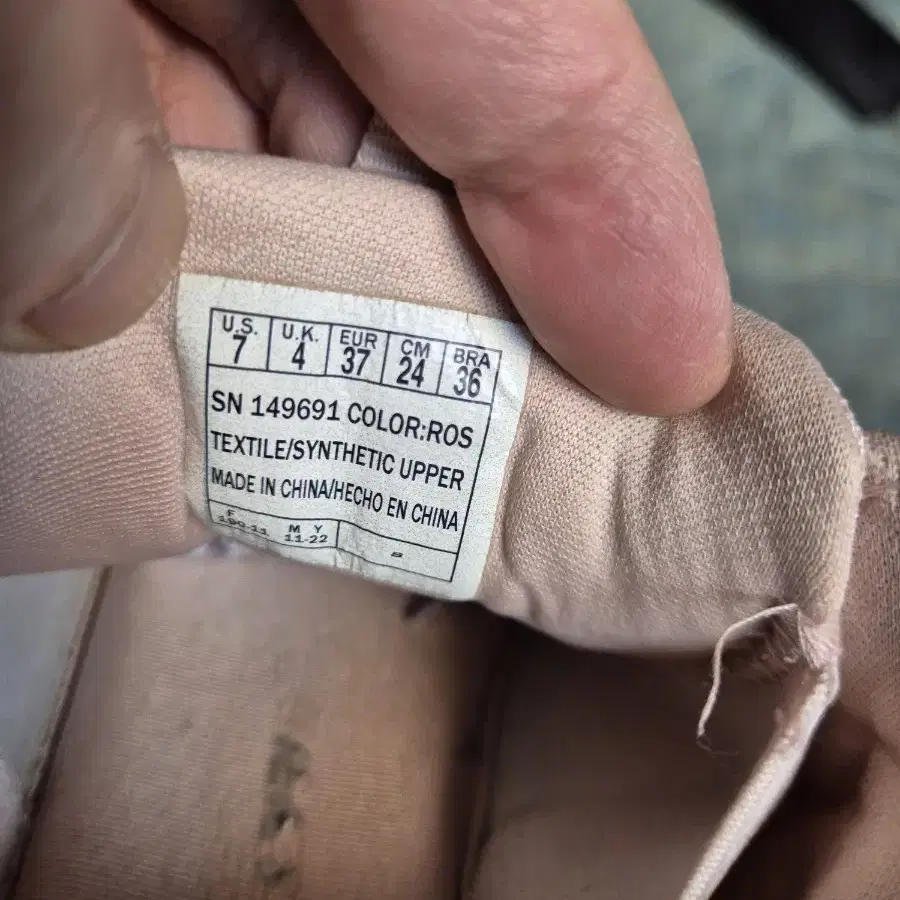 U.S. U.K. EUR CM BRA
7 4 37 24 36
SN 149691 COLOR:ROS
TEXTILE/SYNTHETIC UPPER
MADE IN CHINA/HECHO EN CHINA
F M Y
11-22